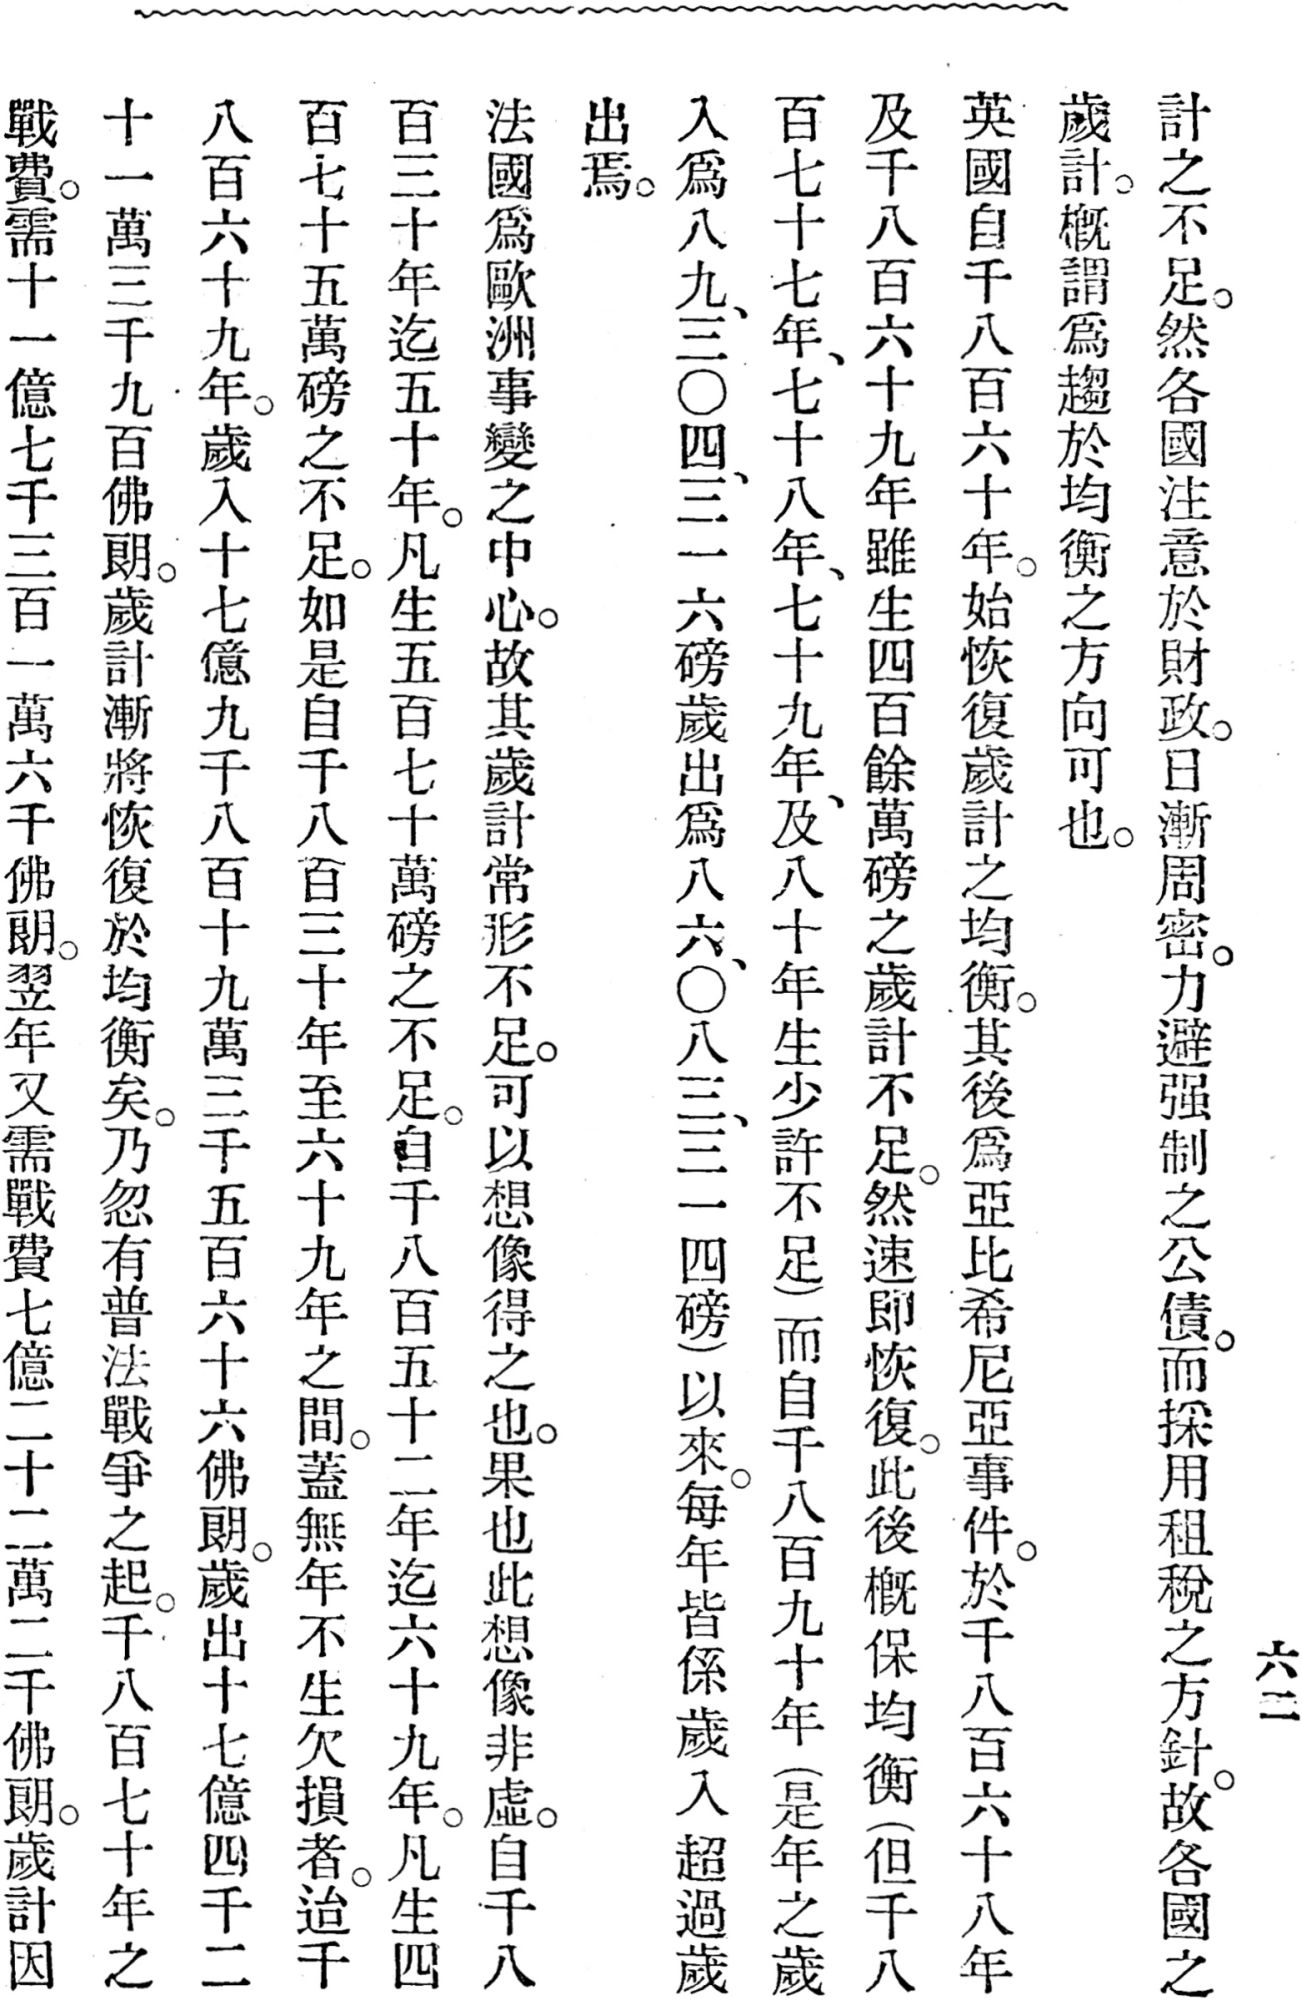 六二
計之不足。然各國注意於財政。日漸周密。力避强制之公債。而採用租稅之方針。故各國之
歲計。槪謂爲趨於均衡之方向可也。
英國自千八百六十年。始恢復歲計之均衡。其後爲亞比希尼亞事件。於千八百六十八年
及千八百六十九年雖生四百餘萬磅之歲計不足。然速卽恢復。此後槪保均衡(但千八
百七十七年、七十八年、七十九年、及八十年生少許不足)而自千八百九十年(是年之歲
入爲八九、三〇四、三一六磅歲出爲八六、〇八三、三一四磅)以來。每年皆係歲入超過歲
出焉。
法國爲歐洲事變之中心。故其歲計常形不足。可以想像得之也。果也此想像非虛。自千八
百三十年迄五十年。凡生五百七十萬磅之不足。自千八百五十二年迄六十九年。凡生四
百七十五萬磅之不足。如是自千八百三十年至六十九年之間。蓋無年不生欠損者。迨千
八百六十九年。歲入十七億九千八百十九萬三千五百六十六佛朗。歲出十七億四千二
十一萬三千九百佛朗。歲計漸將恢復於均衡矣。乃忽有普法戰爭之起。千八百七十年之
戰費。需十一億七千三百一萬六千佛朗。翌年又需戰費七億二十二萬二千佛朗。歲計因